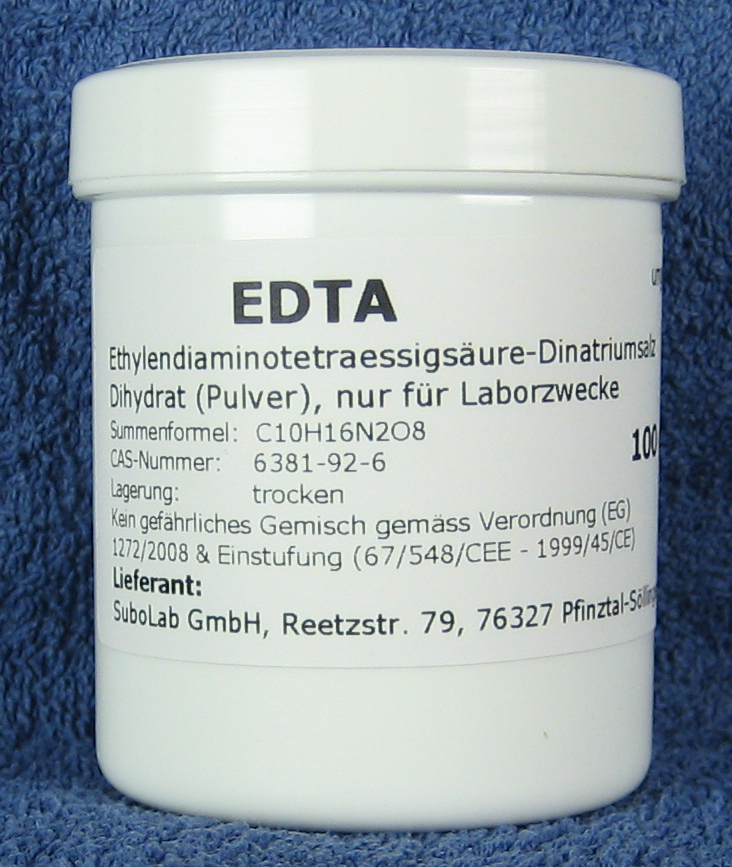 EDTA
Ethylendiaminotetraessigsäure-Dinatriumsalz
Dihydrat (Pulver), nur für Laborzwecke
Summenformel: C10H16N2O8
100
CAS-Nummer: 6381-92-6
Lagerung: trocken
Kein gefährliches Gemisch gemäss Verordnung (EG)
1272/2008 & Einstufung (67/548/CEE - 1999/45/CE)
Lieferant:
SuboLab GmbH, Reetzstr. 79, 76327